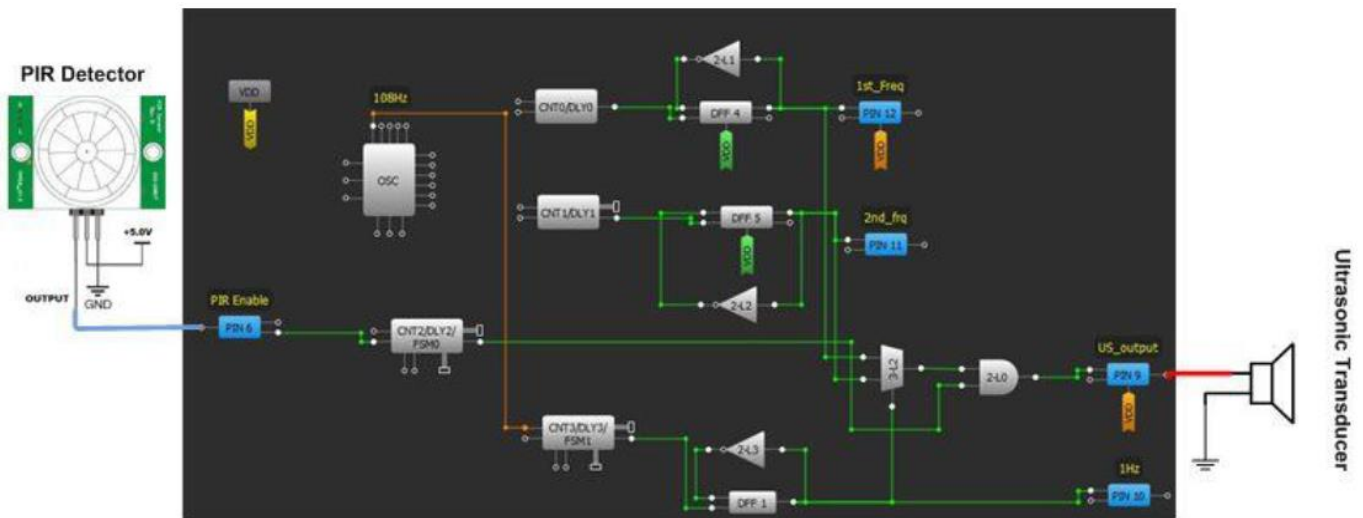 PIR Detector
+5.0V
OUTPUT
GND
VDD
VDD
108Hz
OSC
CNT0/DLY0
2-L1
DFF 4
VDD
1st_Freq
PIN 12
VDD
CNT1/DLY1
DFF 5
VDD
2-L2
2nd_frq
PIN 11
PIR Enable
PIN 6
CNT2/DLY2/
FSM0
3-L2
2-L0
US_output
PIN 9
VDD
CNT3/DLY3/
FSM1
2-L3
DFF 1
1Hz
PIN 10
Ultrasonic Transducer